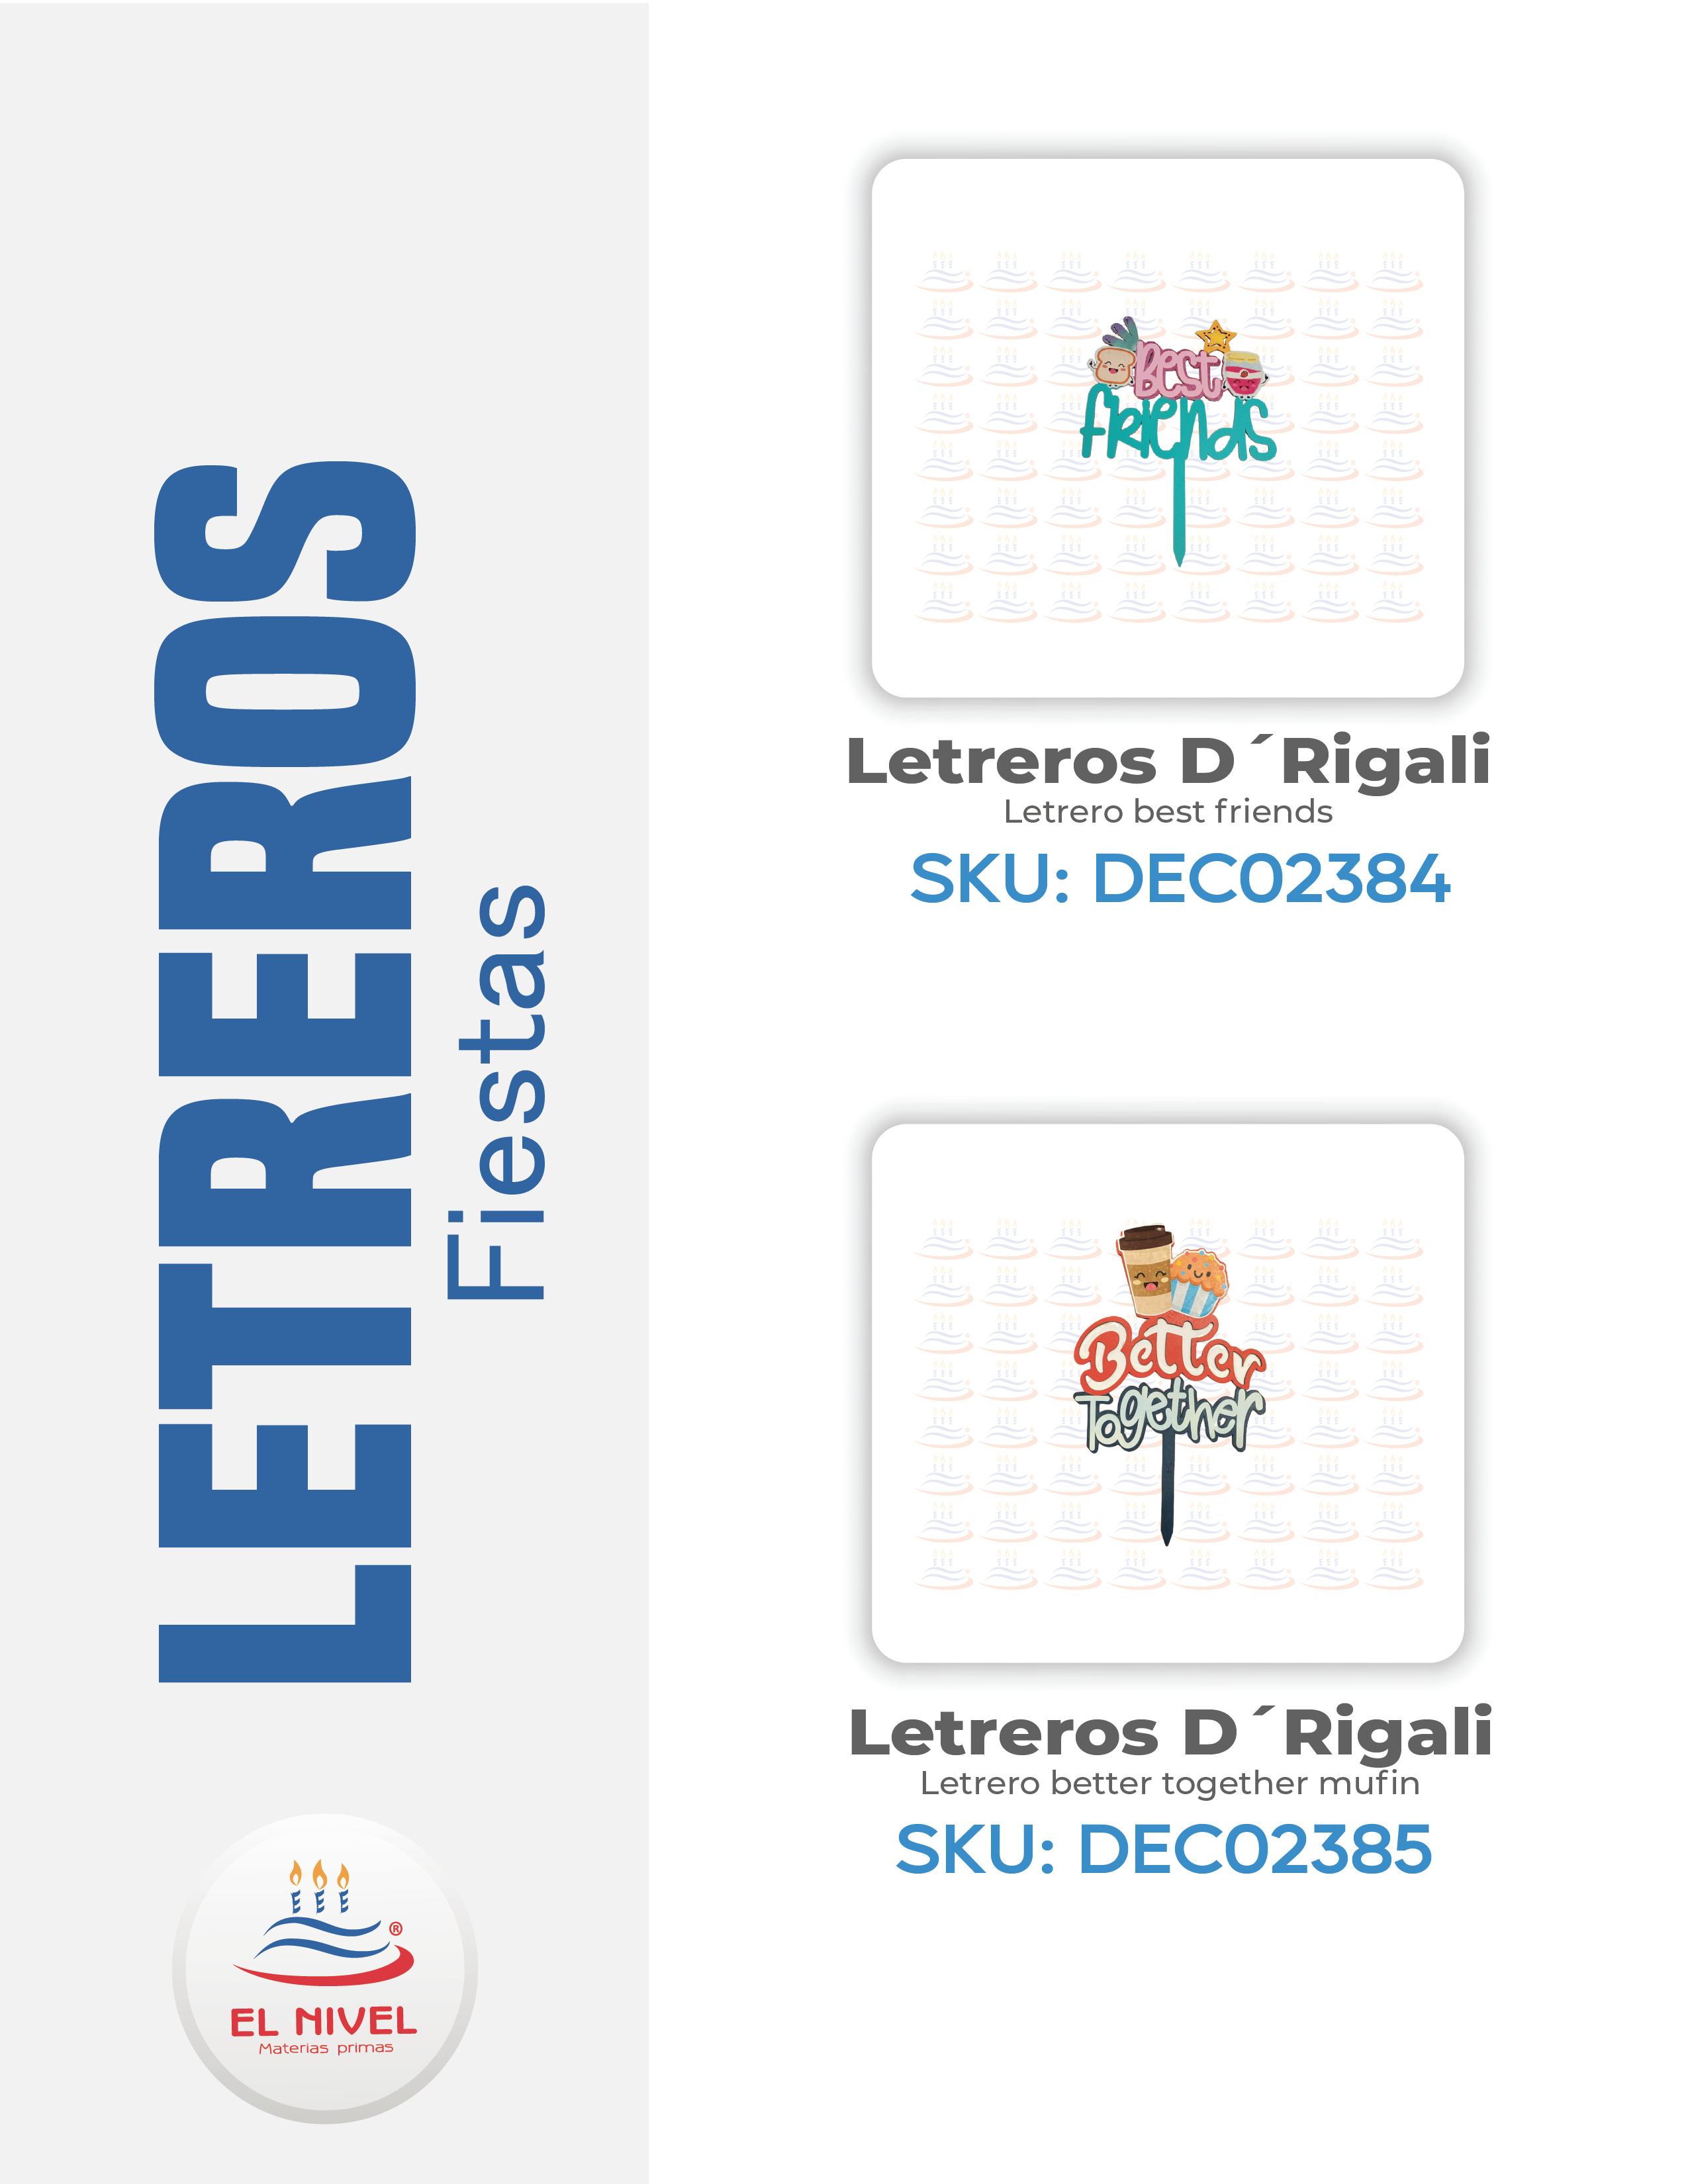 LETREROS
Fiestas
Best
friends
Letreros D´Rigali
Letrero best friends
SKU: DEC02384
Better
Together
Letreros D´Rigali
Letrero better together mufin
SKU: DEC02385
®
EL NIVEL
Materias primas